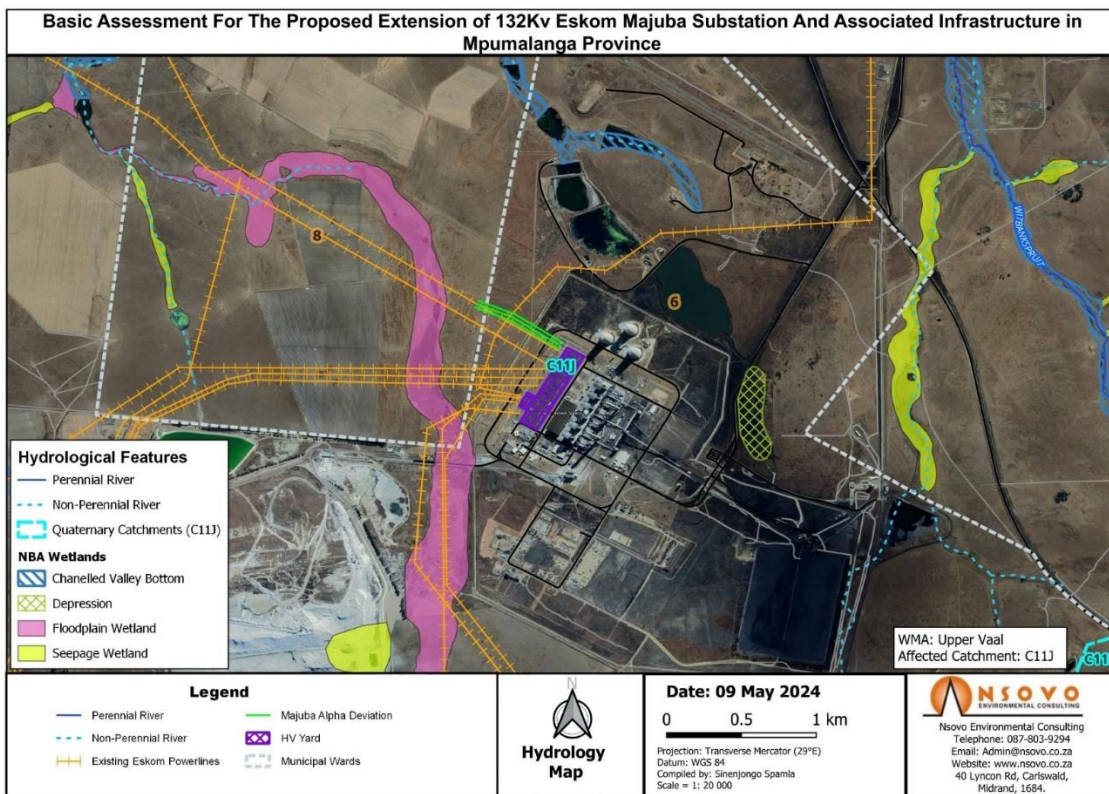 Basic Assessment For The Proposed Extension of 132Kv Eskom Majuba Substation And Associated Infrastructure in
Mpumalanga Province
8
6
C11J
WITBANKSPRUIT
Hydrological Features
Perennial River
Non-Perennial River
Quaternary Catchments (C11J)
NBA Wetlands
Chanelled Valley Bottom
Depression
Floodplain Wetland
Seepage Wetland
WMA: Upper Vaal
Affected Catchment: C11J
Legend
Perennial River
Non-Perennial River
Existing Eskom Powerlines
Majuba Alpha Deviation
HV Yard
Municipal Wards
N
Hydrology
Map
Date: 09 May 2024
0 0.5 1 km
Projection: Transverse Mercator (29°E)
Datum: WGS 84
Compiled by: Sinenjongo Spamla
Scale = 1: 20 000
NSOVO
ENVIRONMENTAL CONSULTING
Nsovo Environmental Consulting
Telephone: 087-803-9294
Email: Admin@nsovo.co.za
Website: www.nsovo.co.za
40 Lyncon Rd, Carlswald,
Midrand, 1684.